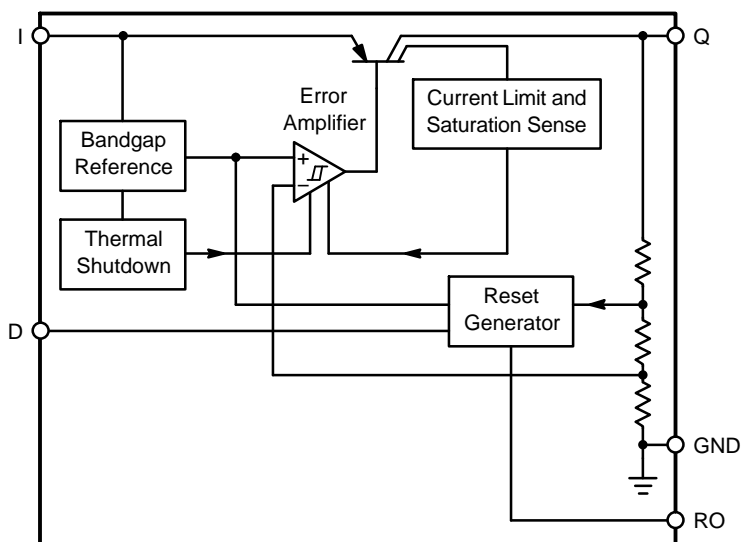 I
Q
Error
Amplifier
Current Limit and
Saturation Sense
Bandgap
Reference
+
−
Thermal
Shutdown
Reset
Generator
D
GND
RO